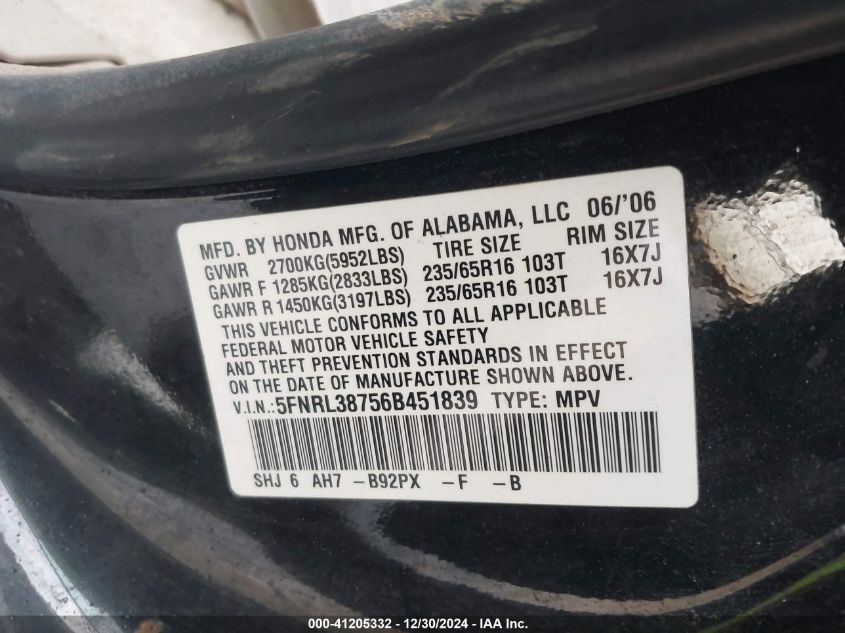 MFD. BY HONDA MFG. OF ALABAMA, LLC 06/'06
GVWR 2700KG(5952LBS) TIRE SIZE RIM SIZE
GAWR F 1285KG(2833LBS) 235/65R16 103T 16X7J
GAWR R 1450KG(3197LBS) 235/65R16 103T 16X7J
THIS VEHICLE CONFORMS TO ALL APPLICABLE
FEDERAL MOTOR VEHICLE SAFETY
AND THEFT PREVENTION STANDARDS IN EFFECT
ON THE DATE OF MANUFACTURE SHOWN ABOVE.
V.I.N.:5FNRL38756B451839 TYPE: MPV
SHJ 6 AH7 -B92PX -F -B
000-41205332 - 12/30/2024 - IAA Inc.